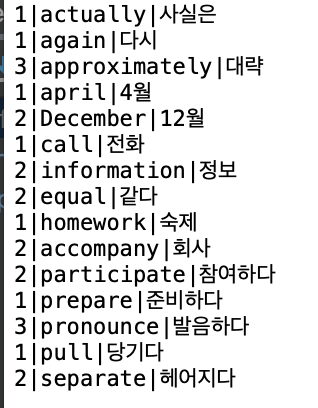 1|actually|사실은
1|again|다시
3|approximately|대략
1|april|4월
2|December|12월
1|call|전화
2|information|정보
2|equal|같다
1|homework|숙제
2|accompany|회사
2|participate|참여하다
1|prepare|준비하다
3|pronounce|발음하다
1|pull|당기다
2|separate|헤어지다